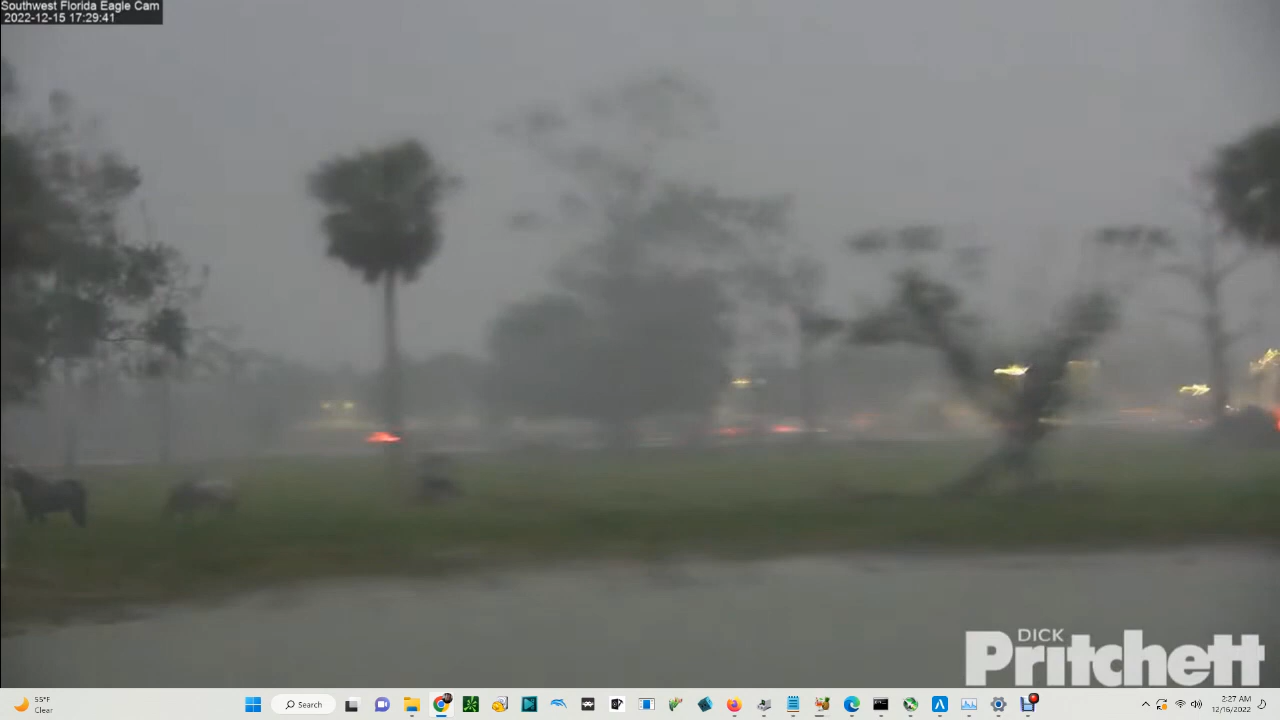 Southwest Florida Eagle Cam
2022-12-15 17:29:41
DICK
Pritchett
55°F
Clear
Search
2:27 AM
12/16/2022